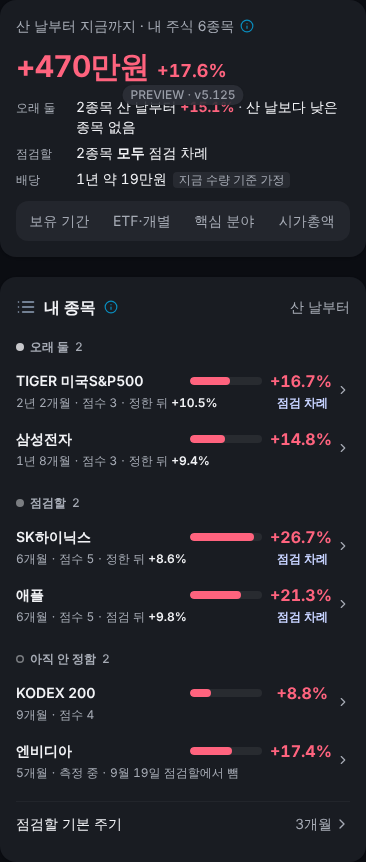 산 날부터 지금까지 · 내 주식 6종목
+470만원 +17.6%
PREVIEW · v5.125
오래 둘 2종목 산 날부터 +15.1% · 산 날보다 낮은
종목 없음
점검할 2종목 모두 점검 차례
배당 1년 약 19만원 지금 수량 기준 가정
보유 기간 ETF·개별 핵심 분야 시가총액
내 종목 산 날부터
오래 둘 2
TIGER 미국S&P500 +16.7%
2년 2개월 · 점수 3 · 정한 뒤 +10.5% 점검 차례
삼성전자 +14.8%
1년 8개월 · 점수 3 · 정한 뒤 +9.4%
점검할 2
SK하이닉스 +26.7%
6개월 · 점수 5 · 정한 뒤 +8.6% 점검 차례
애플 +21.3%
6개월 · 점수 5 · 점검 뒤 +9.8% 점검 차례
아직 안 정함 2
KODEX 200 +8.8%
9개월 · 점수 4
엔비디아 +17.4%
5개월 · 측정 중 · 9월 19일 점검할에서 뺌
점검할 기본 주기 3개월